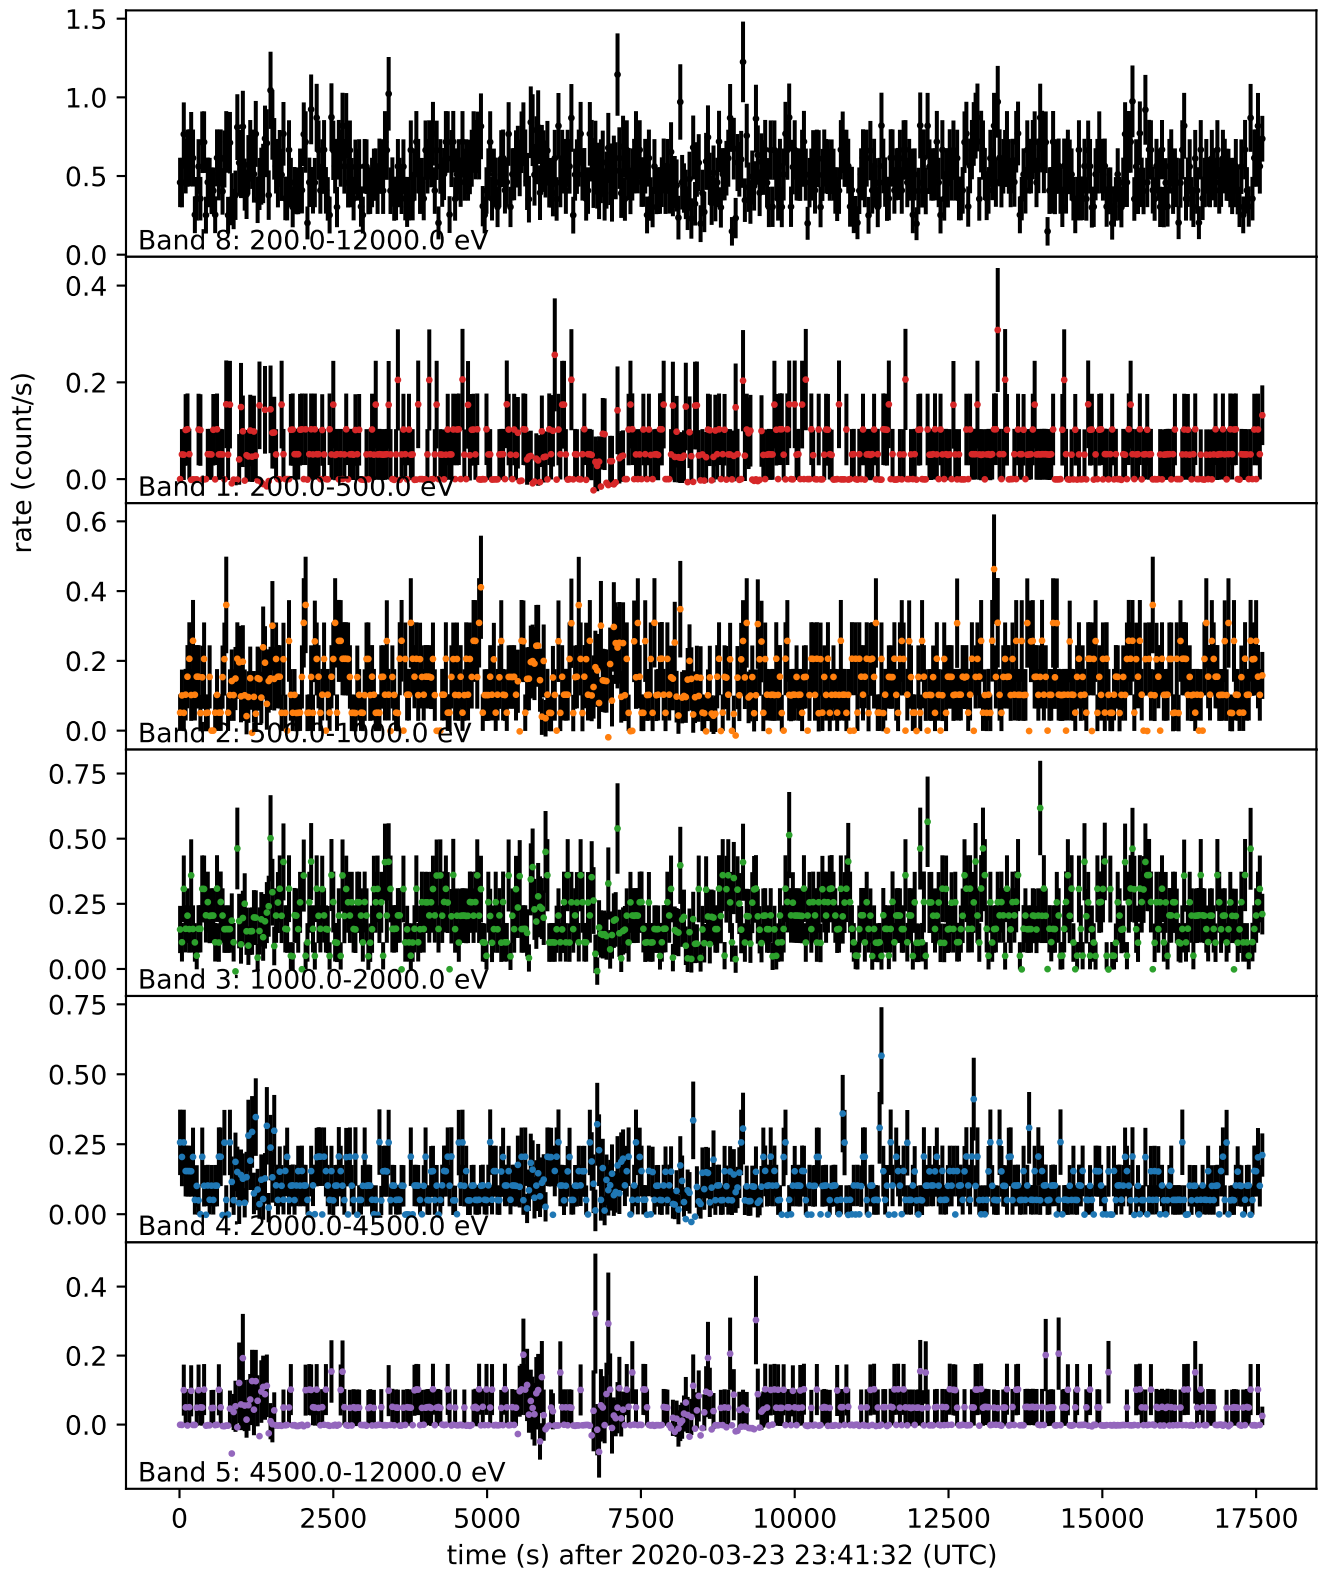 rate (count/s)
1.5
1.0
0.5
0.0
Band 8: 200.0-12000.0 eV
0.4
0.2
0.0
Band 1: 200.0-500.0 eV
0.6
0.4
0.2
0.0
Band 2: 500.0-1000.0 eV
0.75
0.50
0.25
0.00
Band 3: 1000.0-2000.0 eV
0.75
0.50
0.25
0.00
Band 4: 2000.0-4500.0 eV
0.4
0.2
0.0
Band 5: 4500.0-12000.0 eV
0 2500 5000 7500 10000 12500 15000 17500
time (s) after 2020-03-23 23:41:32 (UTC)